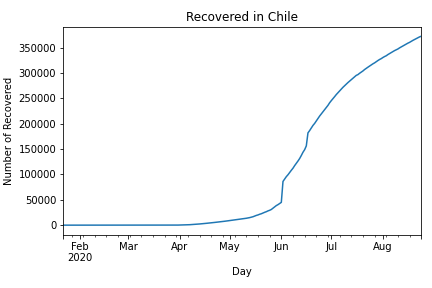 Recovered in Chile
Number of Recovered
350000
300000
250000
200000
150000
100000
50000
0
Feb Mar Apr May Jun Jul Aug
2020
Day